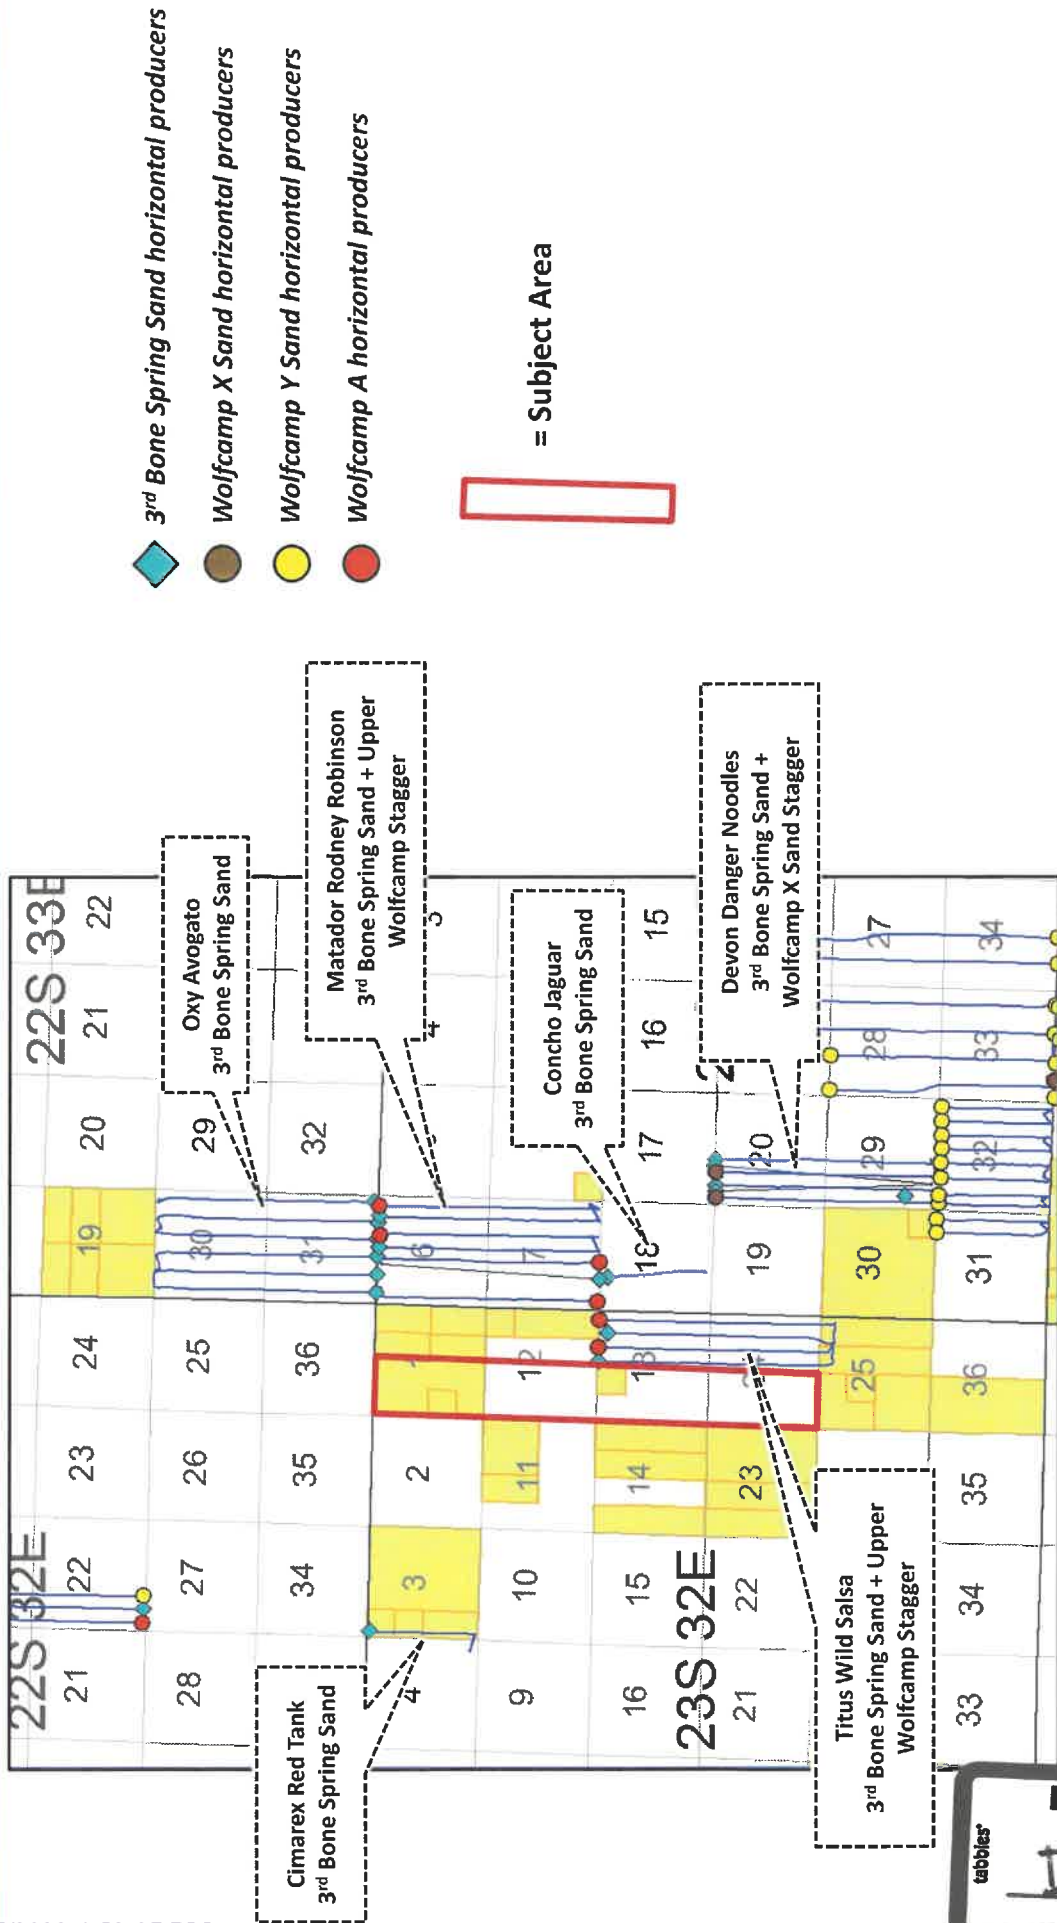 3rd Bone Spring Sand horizontal producers
Wolfcamp X Sand horizontal producers
Wolfcamp Y Sand horizontal producers
Wolfcamp A horizontal producers
= Subject Area
22S 32E
22S 33E
21 22 23 24 19 20 21 22
28 27 26 25 30 29
34 35 36 31 32
4 3 2 1 6 4 3
9 10 11 12 7
16 15 14 13 18 17 16 15
23S 32E
21 22 23 24 19 20 2
25 30 29 28 27
33 34 35 36 31 32 33 34
Oxy Avogato
3rd Bone Spring Sand
Matador Rodney Robinson
3rd Bone Spring Sand + Upper
Wolfcamp Stagger
Concho Jaguar
3rd Bone Spring Sand
Devon Danger Noodles
3rd Bone Spring Sand +
Wolfcamp X Sand Stagger
Cimarex Red Tank
3rd Bone Spring Sand
Titus Wild Salsa
3rd Bone Spring Sand + Upper
Wolfcamp Stagger
tabbies